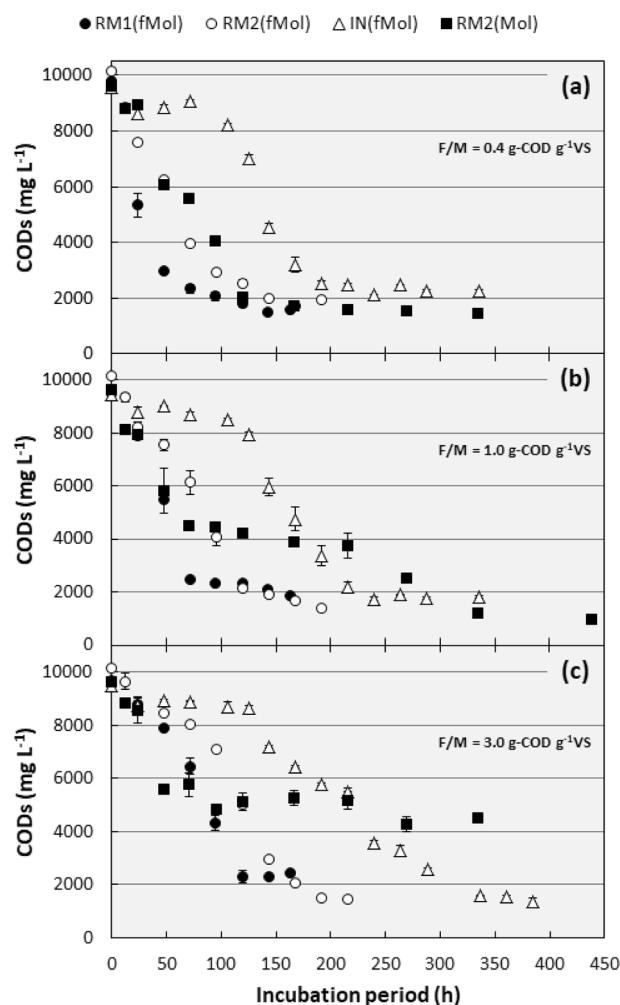 ● RM1(fMol) ○ RM2(fMol) △ IN(fMol) ■ RM2(Mol)
(a)
F/M = 0.4 g-COD g⁻¹VS
CODs (mg L⁻¹)
10000
8000
6000
4000
2000
0
(b)
F/M = 1.0 g-COD g⁻¹VS
CODs (mg L⁻¹)
10000
8000
6000
4000
2000
0
(c)
F/M = 3.0 g-COD g⁻¹VS
CODs (mg L⁻¹)
10000
8000
6000
4000
2000
0
0 50 100 150 200 250 300 350 400 450
Incubation period (h)